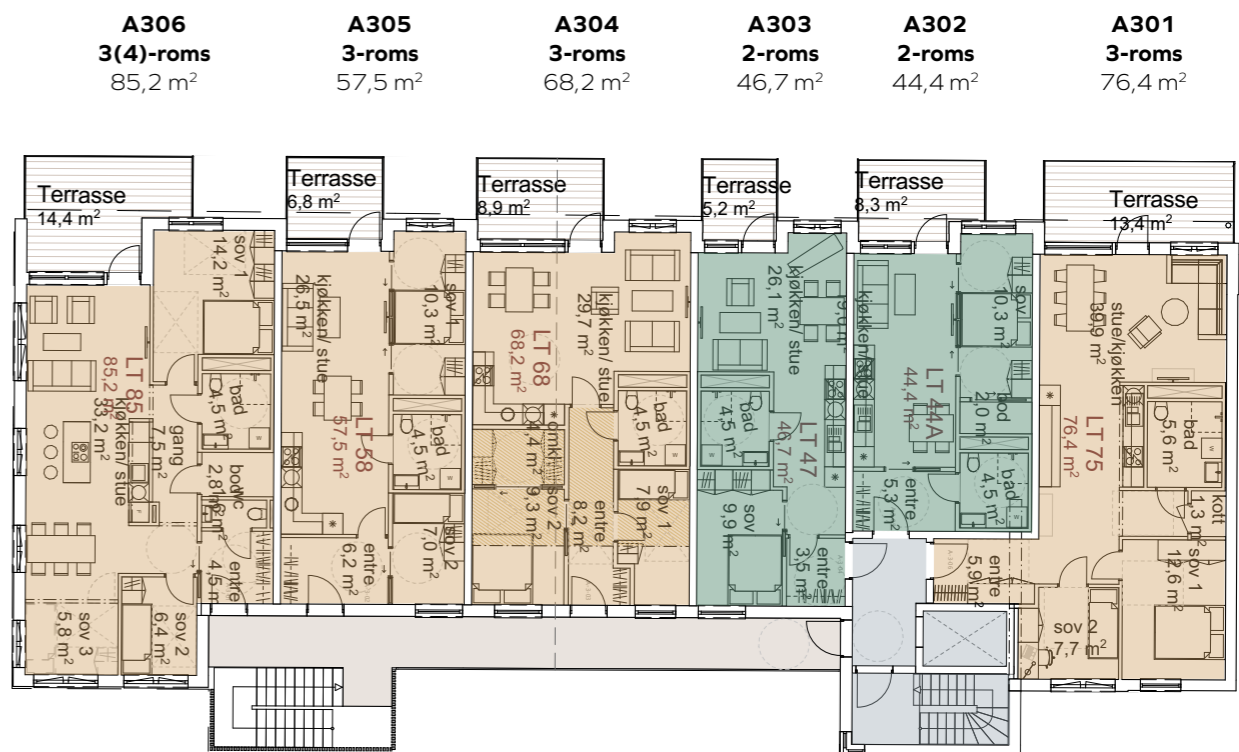 A306
3(4)-roms
85,2 m²
A305
3-roms
57,5 m²
A304
3-roms
68,2 m²
A303
2-roms
46,7 m²
A302
2-roms
44,4 m²
A301
3-roms
76,4 m²
Terrasse
14,4 m²
Terrasse
6,8 m²
Terrasse
8,9 m²
Terrasse
5,2 m²
Terrasse
8,3 m²
Terrasse
13,4 m²
sov 1
14,2 m²
LT 85
85,2 m²
kjøkken/ stue
33,2 m²
gang
7,5 m²
bad
4,5 m²
bod
2,8 m²
wc
entre
4,5 m²
sov 3
5,8 m²
sov 2
6,4 m²
kjøkken/ stue
26,5 m²
sov 1
10,3 m²
LT 58
57,5 m²
bad
4,5 m²
entre
6,2 m²
sov 2
7,0 m²
LT 68
68,2 m²
kjøkken/ stue
29,7 m²
omkl.
4,4 m²
bad
4,5 m²
sov 2
9,3 m²
entre
8,2 m²
sov 1
7,9 m²
kjøkken/ stue
26,1 m²
bad
4,5 m²
LT 47
46,7 m²
sov
9,9 m²
entre
3,5 m²
kjøkken/stue
LT 44A
44,4 m²
sov
10,3 m²
bod
2,0 m²
bad
4,5 m²
entre
5,3 m²
stue/kjøkken
39,9 m²
LT 75
76,4 m²
bad
5,6 m²
kott
1,3 m²
sov 1
12,6 m²
entre
5,9 m²
sov 2
7,7 m²